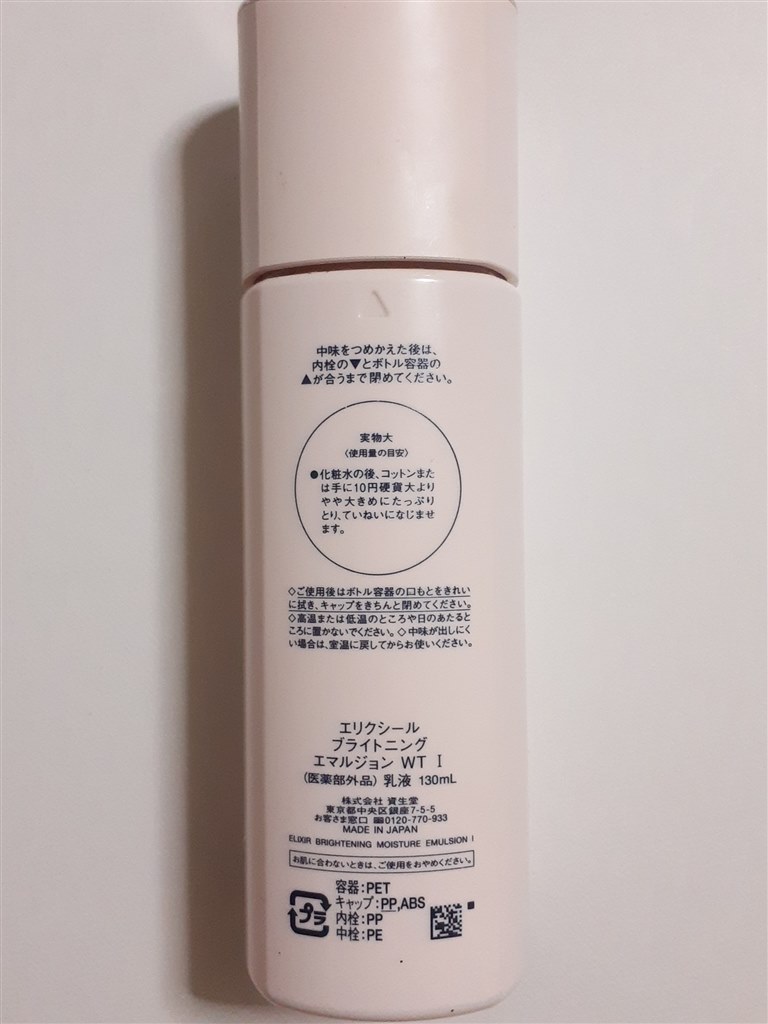 中味をつめかえた後は、
内栓の▼とボトル容器の
▲が合うまで閉めてください。
実物大
〈使用量の目安〉
●化粧水の後、コットンまた
は手に10円硬貨大より
やや大きめにたっぷり
とり、ていねいになじませ
ます。
◇ご使用後はボトル容器の口もとをきれい
に拭き、キャップをきちんと閉めてください。
◇高温または低温のところや日のあたると
ころに置かないでください。◇中味が出しにく
い場合は、室温に戻してからお使いください。
エリクシール
ブライトニング
エマルジョン WT Ⅰ
(医薬部外品) 乳液 130mL
株式会社 資生堂
東京都中央区銀座7-5-5
お客さま窓口 0120-770-933
MADE IN JAPAN
ELIXIR BRIGHTENING MOISTURE EMULSION I
お肌に合わないときは、ご使用をおやめください。
プラ
容器:PET
キャップ:PP,ABS
内栓:PP
中栓:PE